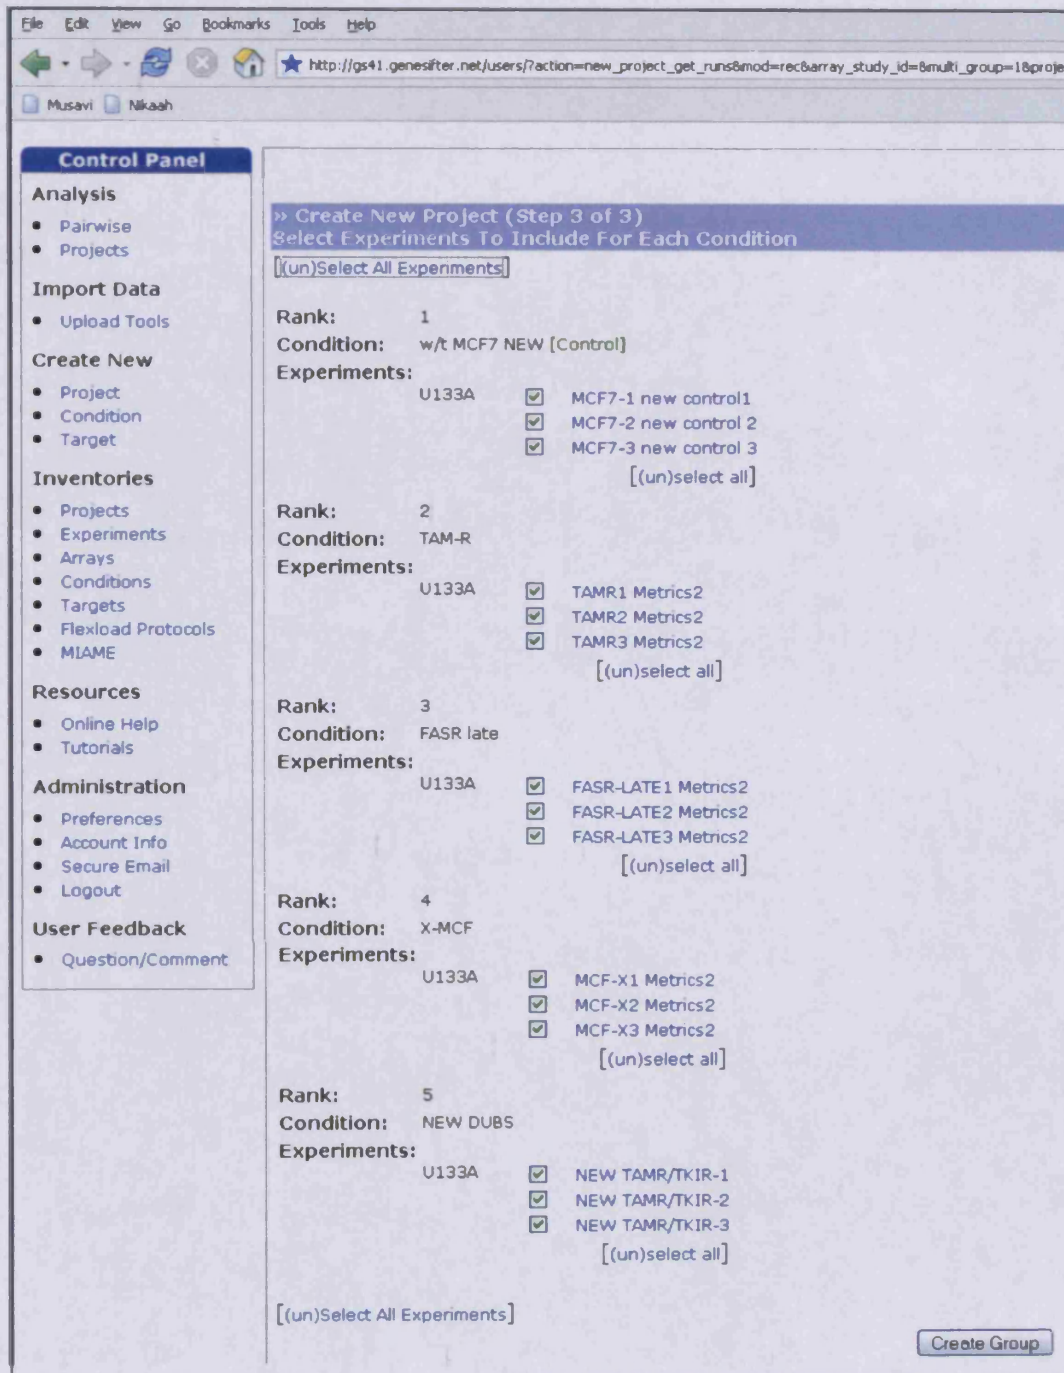 File Edit View Go Bookmarks Tools Help
http://gs41.genesifter.net/users/?action=new_project_get_runs&mod=rec&array_study_id=8&multi_group=1&proje
Musavi Nikaah
Control Panel
Analysis
• Pairwise
• Projects
Import Data
• Upload Tools
Create New
• Project
• Condition
• Target
Inventories
• Projects
• Experiments
• Arrays
• Conditions
• Targets
• Flexload Protocols
• MIAME
Resources
• Online Help
• Tutorials
Administration
• Preferences
• Account Info
• Secure Email
• Logout
User Feedback
• Question/Comment
» Create New Project (Step 3 of 3)
Select Experiments To Include For Each Condition
[(un)Select All Experiments]
Rank: 1
Condition: w/t MCF7 NEW [Control]
Experiments:
U133A MCF7-1 new control1
MCF7-2 new control 2
MCF7-3 new control 3
[(un)select all]
Rank: 2
Condition: TAM-R
Experiments:
U133A TAMR1 Metrics2
TAMR2 Metrics2
TAMR3 Metrics2
[(un)select all]
Rank: 3
Condition: FASR late
Experiments:
U133A FASR-LATE1 Metrics2
FASR-LATE2 Metrics2
FASR-LATE3 Metrics2
[(un)select all]
Rank: 4
Condition: X-MCF
Experiments:
U133A MCF-X1 Metrics2
MCF-X2 Metrics2
MCF-X3 Metrics2
[(un)select all]
Rank: 5
Condition: NEW DUBS
Experiments:
U133A NEW TAMR/TKIR-1
NEW TAMR/TKIR-2
NEW TAMR/TKIR-3
[(un)select all]
[(un)Select All Experiments]
Create Group